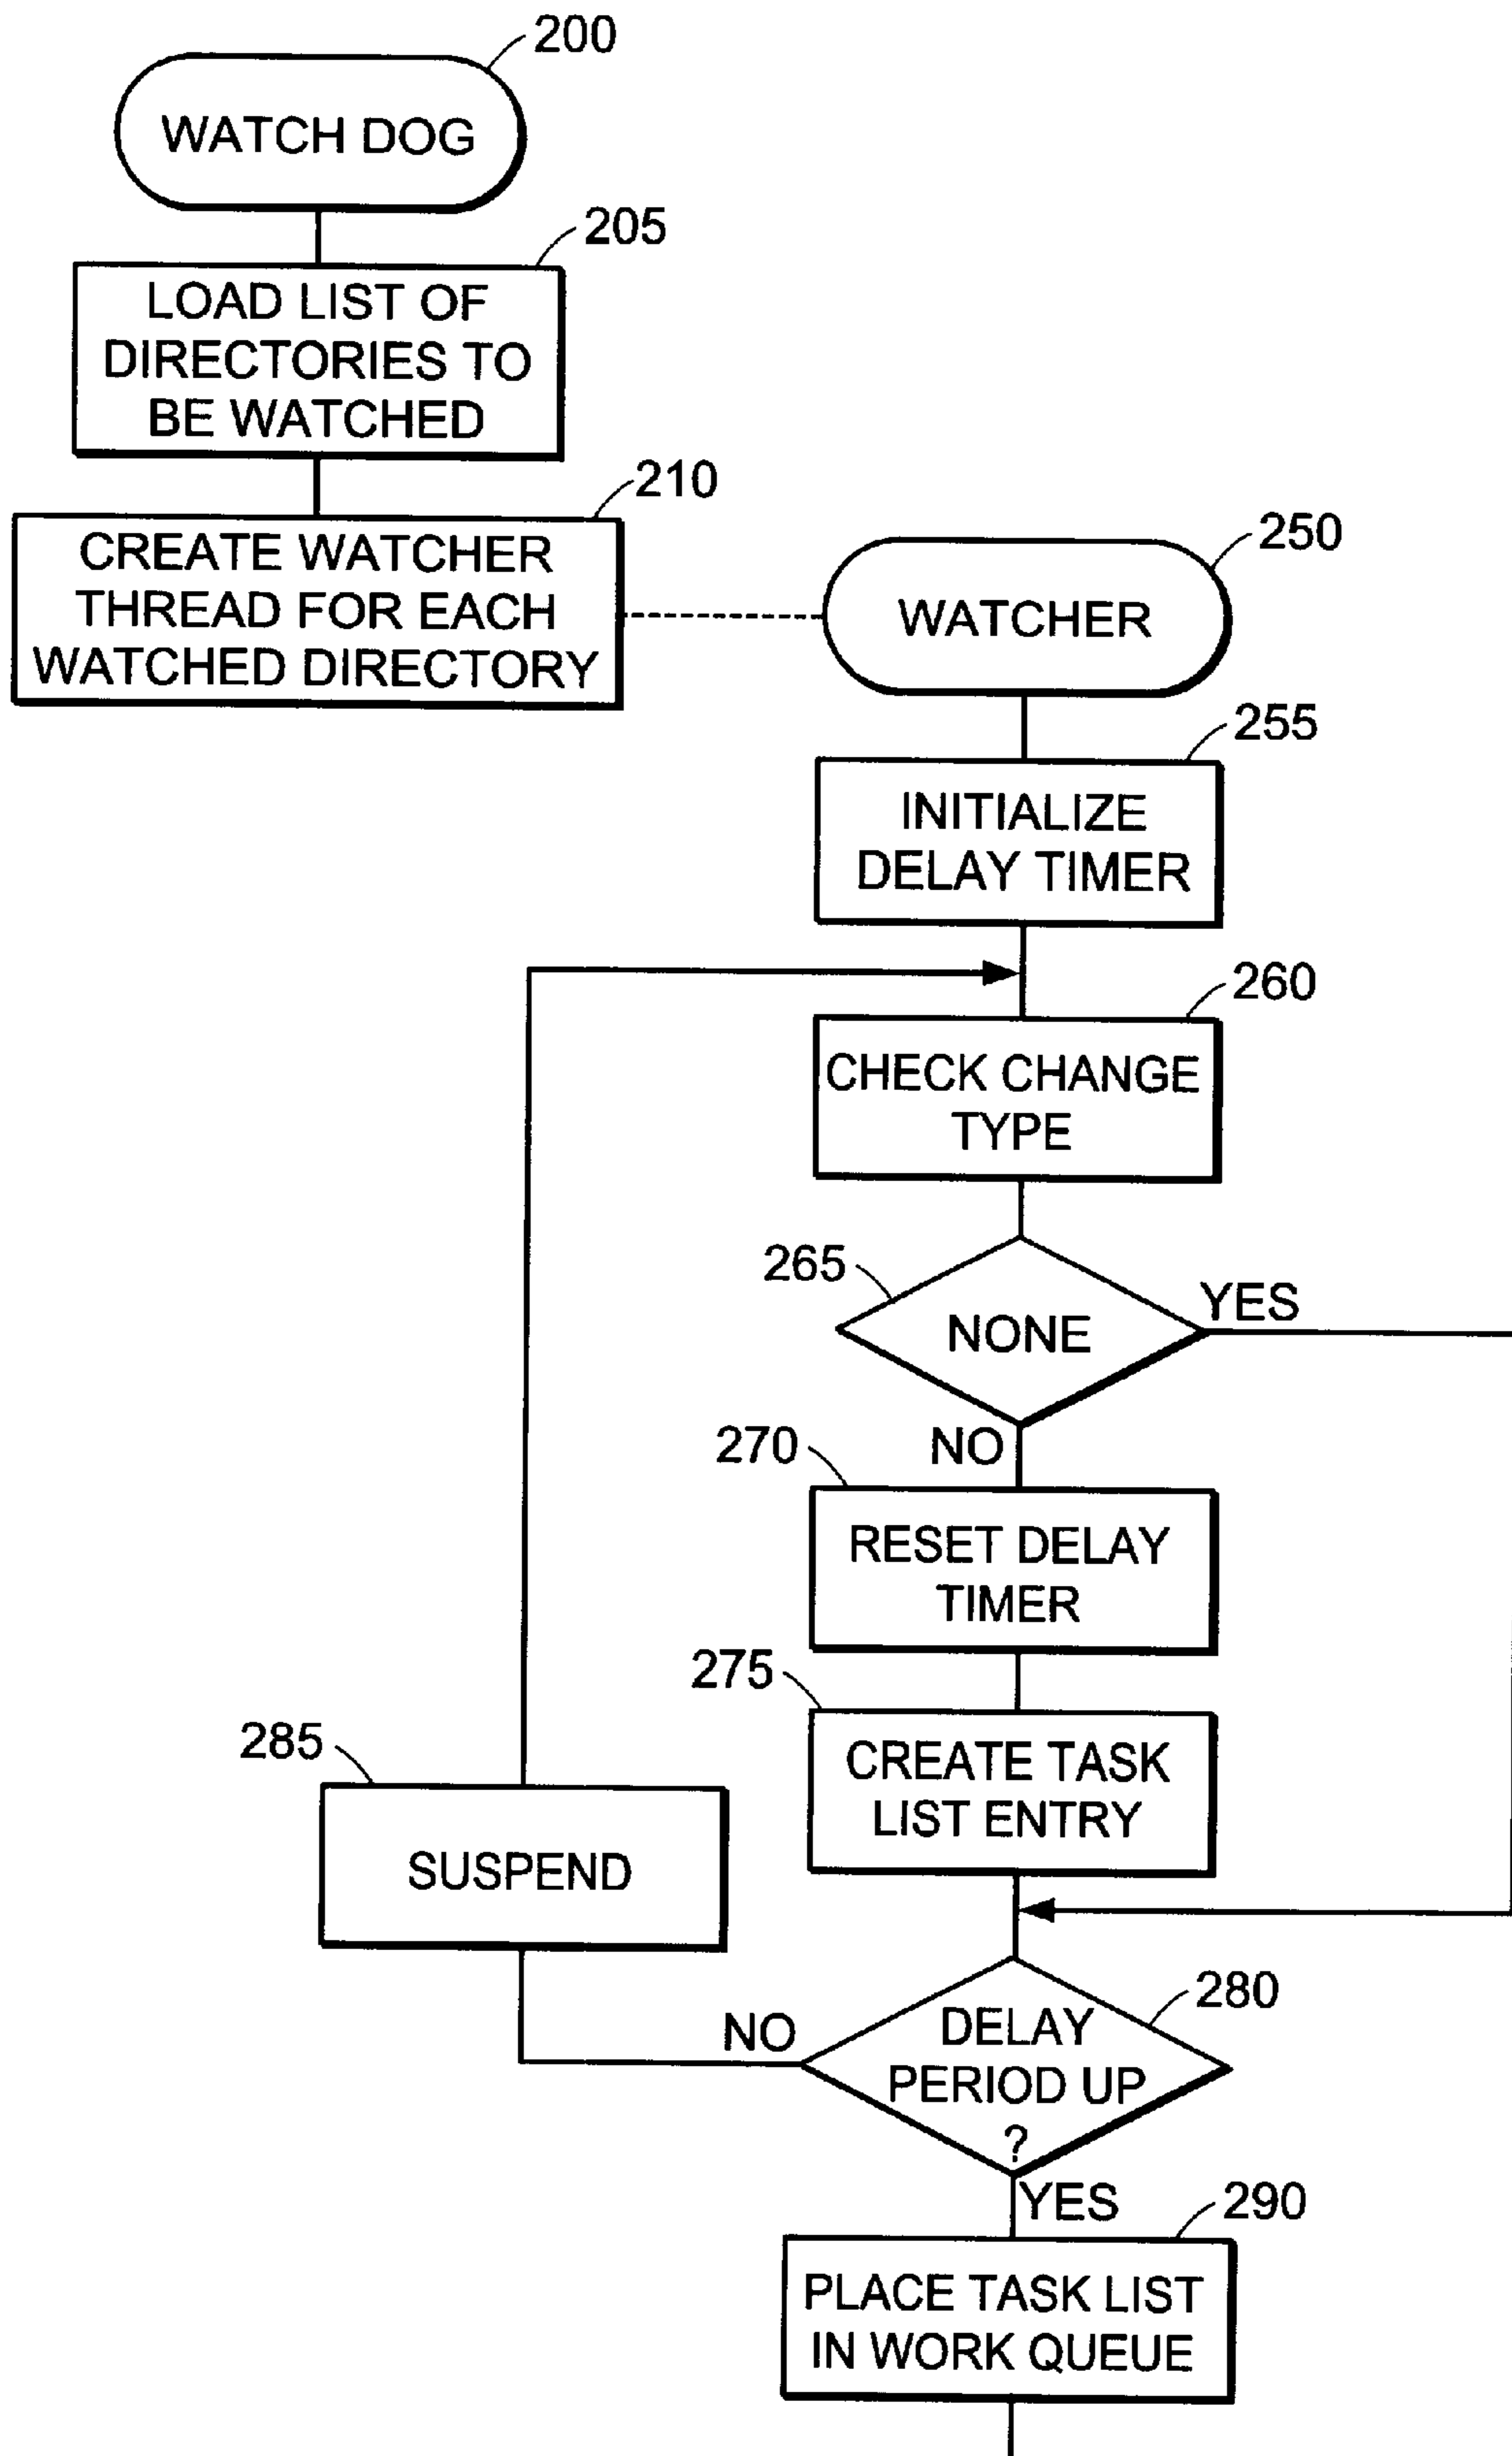 200
WATCH DOG
205
LOAD LIST OF
DIRECTORIES TO
BE WATCHED
210
CREATE WATCHER
THREAD FOR EACH
WATCHED DIRECTORY
250
WATCHER
255
INITIALIZE
DELAY TIMER
260
CHECK CHANGE
TYPE
265
NONE
YES
NO
270
RESET DELAY
TIMER
275
CREATE TASK
LIST ENTRY
285
SUSPEND
280
DELAY
PERIOD UP
?
NO
YES
290
PLACE TASK LIST
IN WORK QUEUE